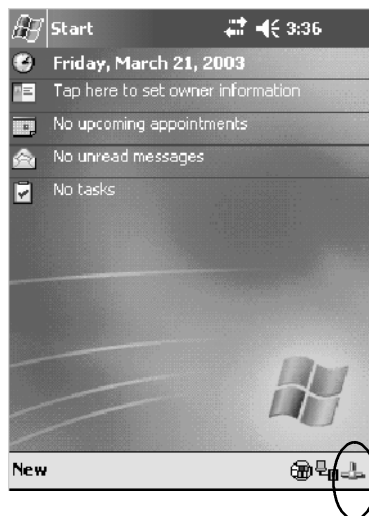 Start 3:36
Friday, March 21, 2003
Tap here to set owner information
No upcoming appointments
No unread messages
No tasks
New